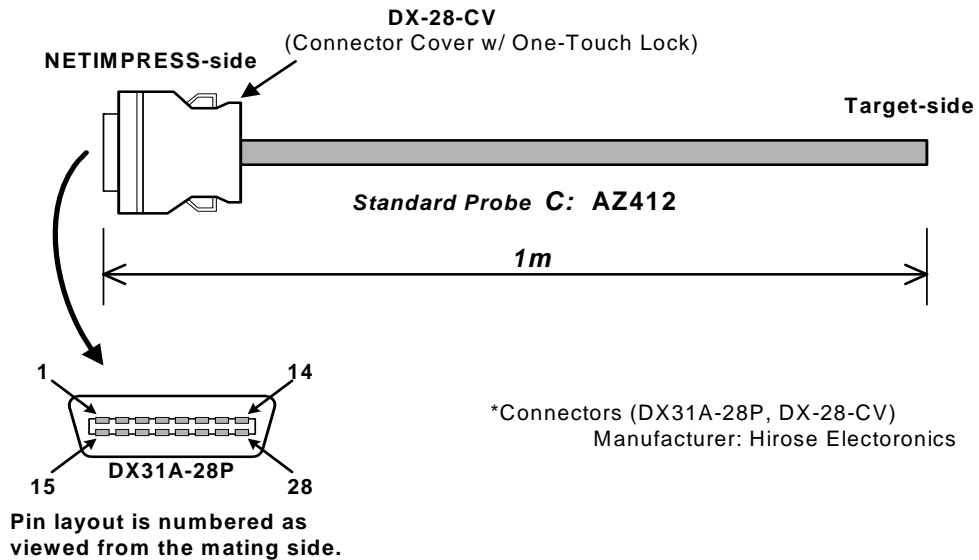 DX-28-CV
(Connector Cover w/ One-Touch Lock)
NETIMPRESS-side
Target-side
Standard Probe C: AZ412
1m
1
14
*Connectors (DX31A-28P, DX-28-CV)
Manufacturer: Hirose Electoronics
DX31A-28P
15
28
Pin layout is numbered as
viewed from the mating side.